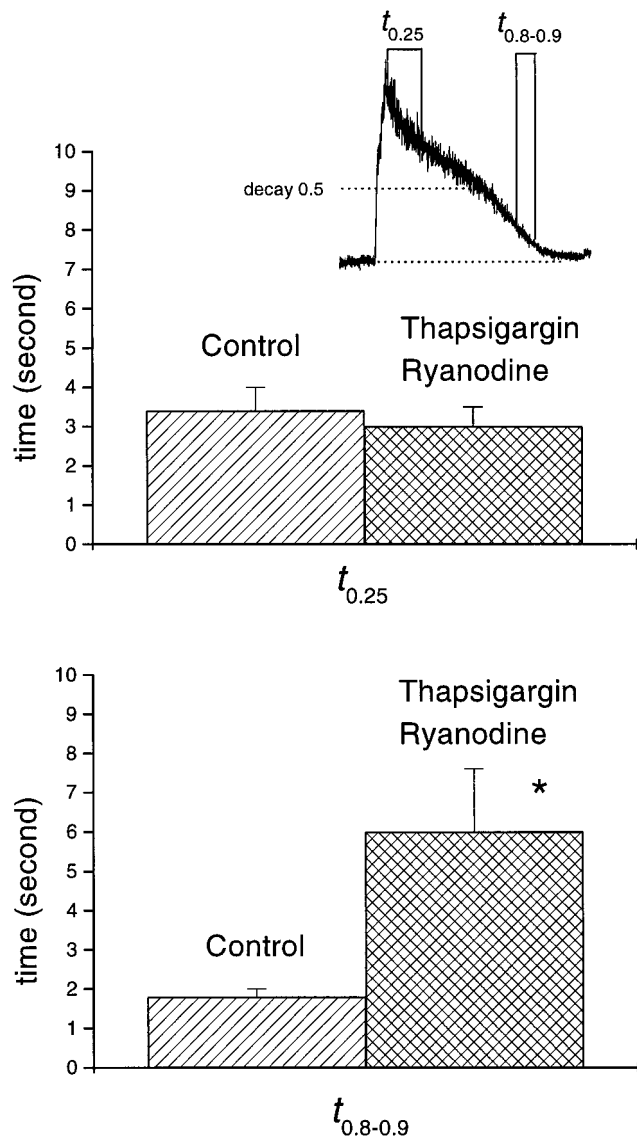 t0.25
t0.8-0.9
10
9
8
7
6
5
4
3
2
1
0
time (second)
decay 0.5
Control
Thapsigargin
Ryanodine
t0.25
10
9
8
7
6
5
4
3
2
1
0
time (second)
Thapsigargin
Ryanodine
*
Control
t0.8-0.9